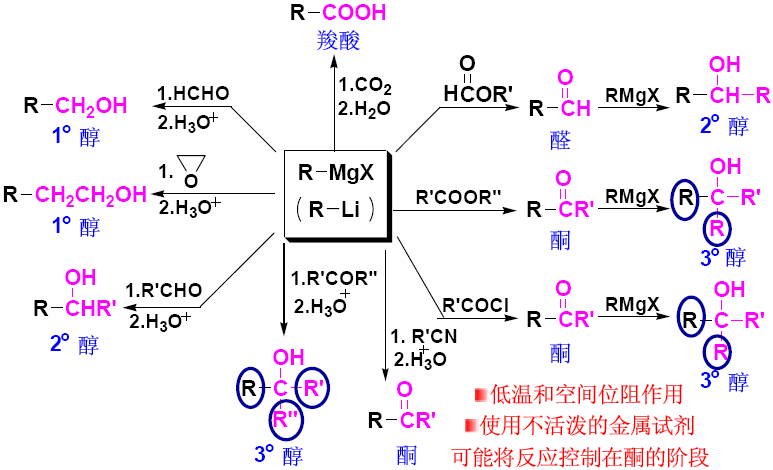 R–COOH
羧酸
1.CO2
2.H2O
R–CH2OH
1° 醇
1.HCHO
2.H3O+
O
HCOR'
O
R–CH
醛
RMgX
OH
R–CH–R
2° 醇
R–CH2CH2OH
1° 醇
1. O
2.H3O+
R–MgX
(R–Li)
R'COOR"
O
R–CR'
酮
RMgX
OH
R–C–R'
R
3° 醇
OH
R–CHR'
2° 醇
1.R'CHO
2.H3O+
1.R'COR"
2.H3O+
OH
R–C–R'
R"
3° 醇
1. R'CN
2.H3O+
O
R–CR'
酮
R'COCl
O
R–CR'
酮
RMgX
OH
R–C–R'
R
3° 醇
低温和空间位阻作用
使用不活泼的金属试剂
可能将反应控制在酮的阶段